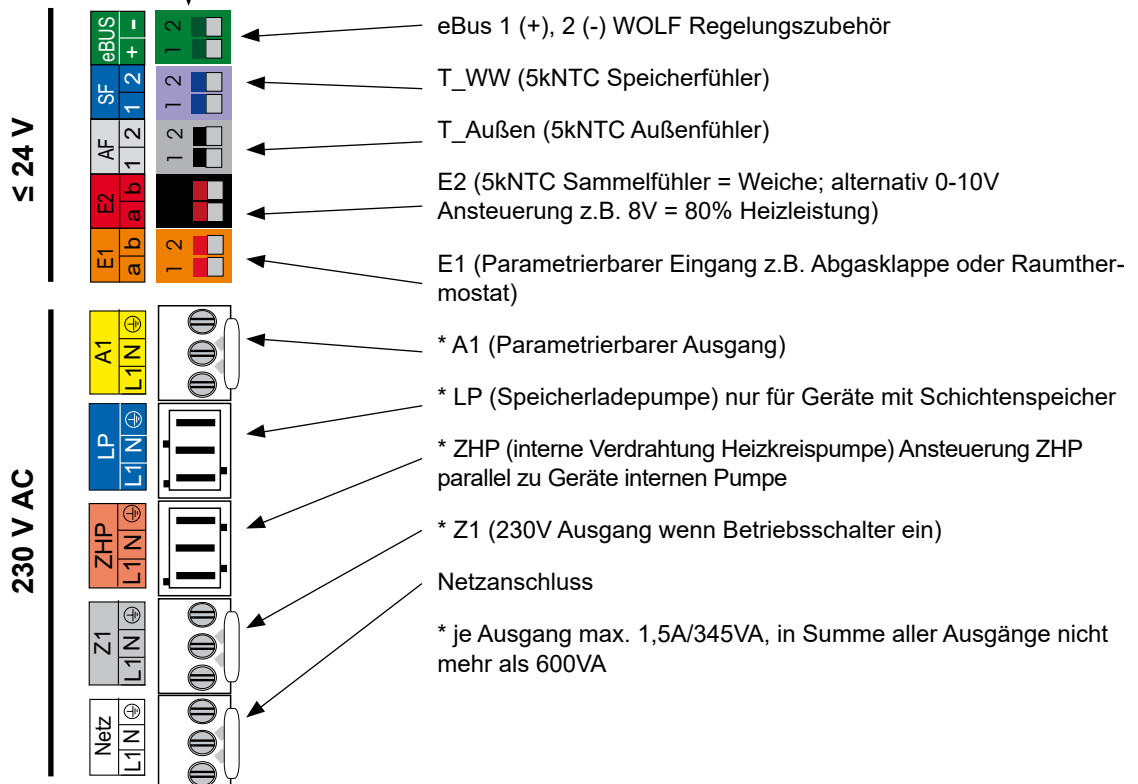 ≤ 24 V
eBUS
+ -
1 2
eBus 1 (+), 2 (-) WOLF Regelungszubehör
SF
1 2
1 2
T_WW (5kNTC Speicherfühler)
AF
1 2
1 2
T_Außen (5kNTC Außenfühler)
E2
a b
E2 (5kNTC Sammelfühler = Weiche; alternativ 0-10V
Ansteuerung z.B. 8V = 80% Heizleistung)
E1
a b
1 2
E1 (Parametrierbarer Eingang z.B. Abgasklappe oder Raumther-
mostat)
230 V AC
A1
L1 N
* A1 (Parametrierbarer Ausgang)
LP
L1 N
* LP (Speicherladepumpe) nur für Geräte mit Schichtenspeicher
ZHP
L1 N
* ZHP (interne Verdrahtung Heizkreispumpe) Ansteuerung ZHP
parallel zu Geräte internen Pumpe
Z1
L1 N
* Z1 (230V Ausgang wenn Betriebsschalter ein)
Netz
L1 N
Netzanschluss
* je Ausgang max. 1,5A/345VA, in Summe aller Ausgänge nicht
mehr als 600VA